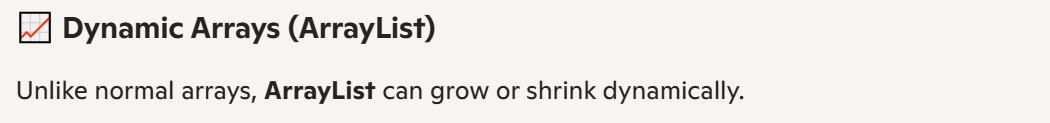 📈 Dynamic Arrays (ArrayList)
Unlike normal arrays, ArrayList can grow or shrink dynamically.